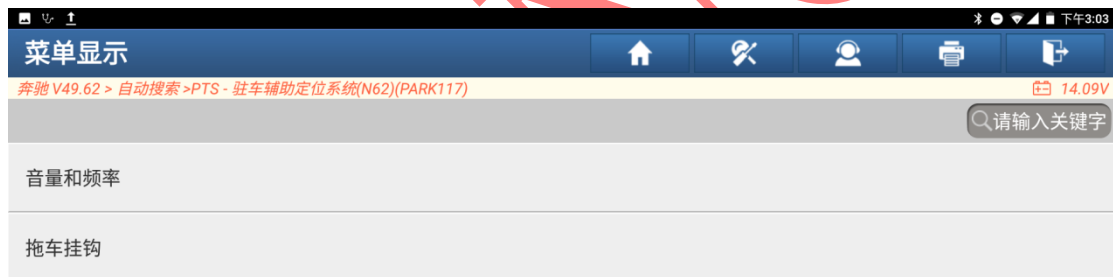 下午3:03
菜单显示
奔驰 V49.62 > 自动搜索 >PTS - 驻车辅助定位系统(N62)(PARK117)
14.09V
请输入关键字
音量和频率
拖车挂钩